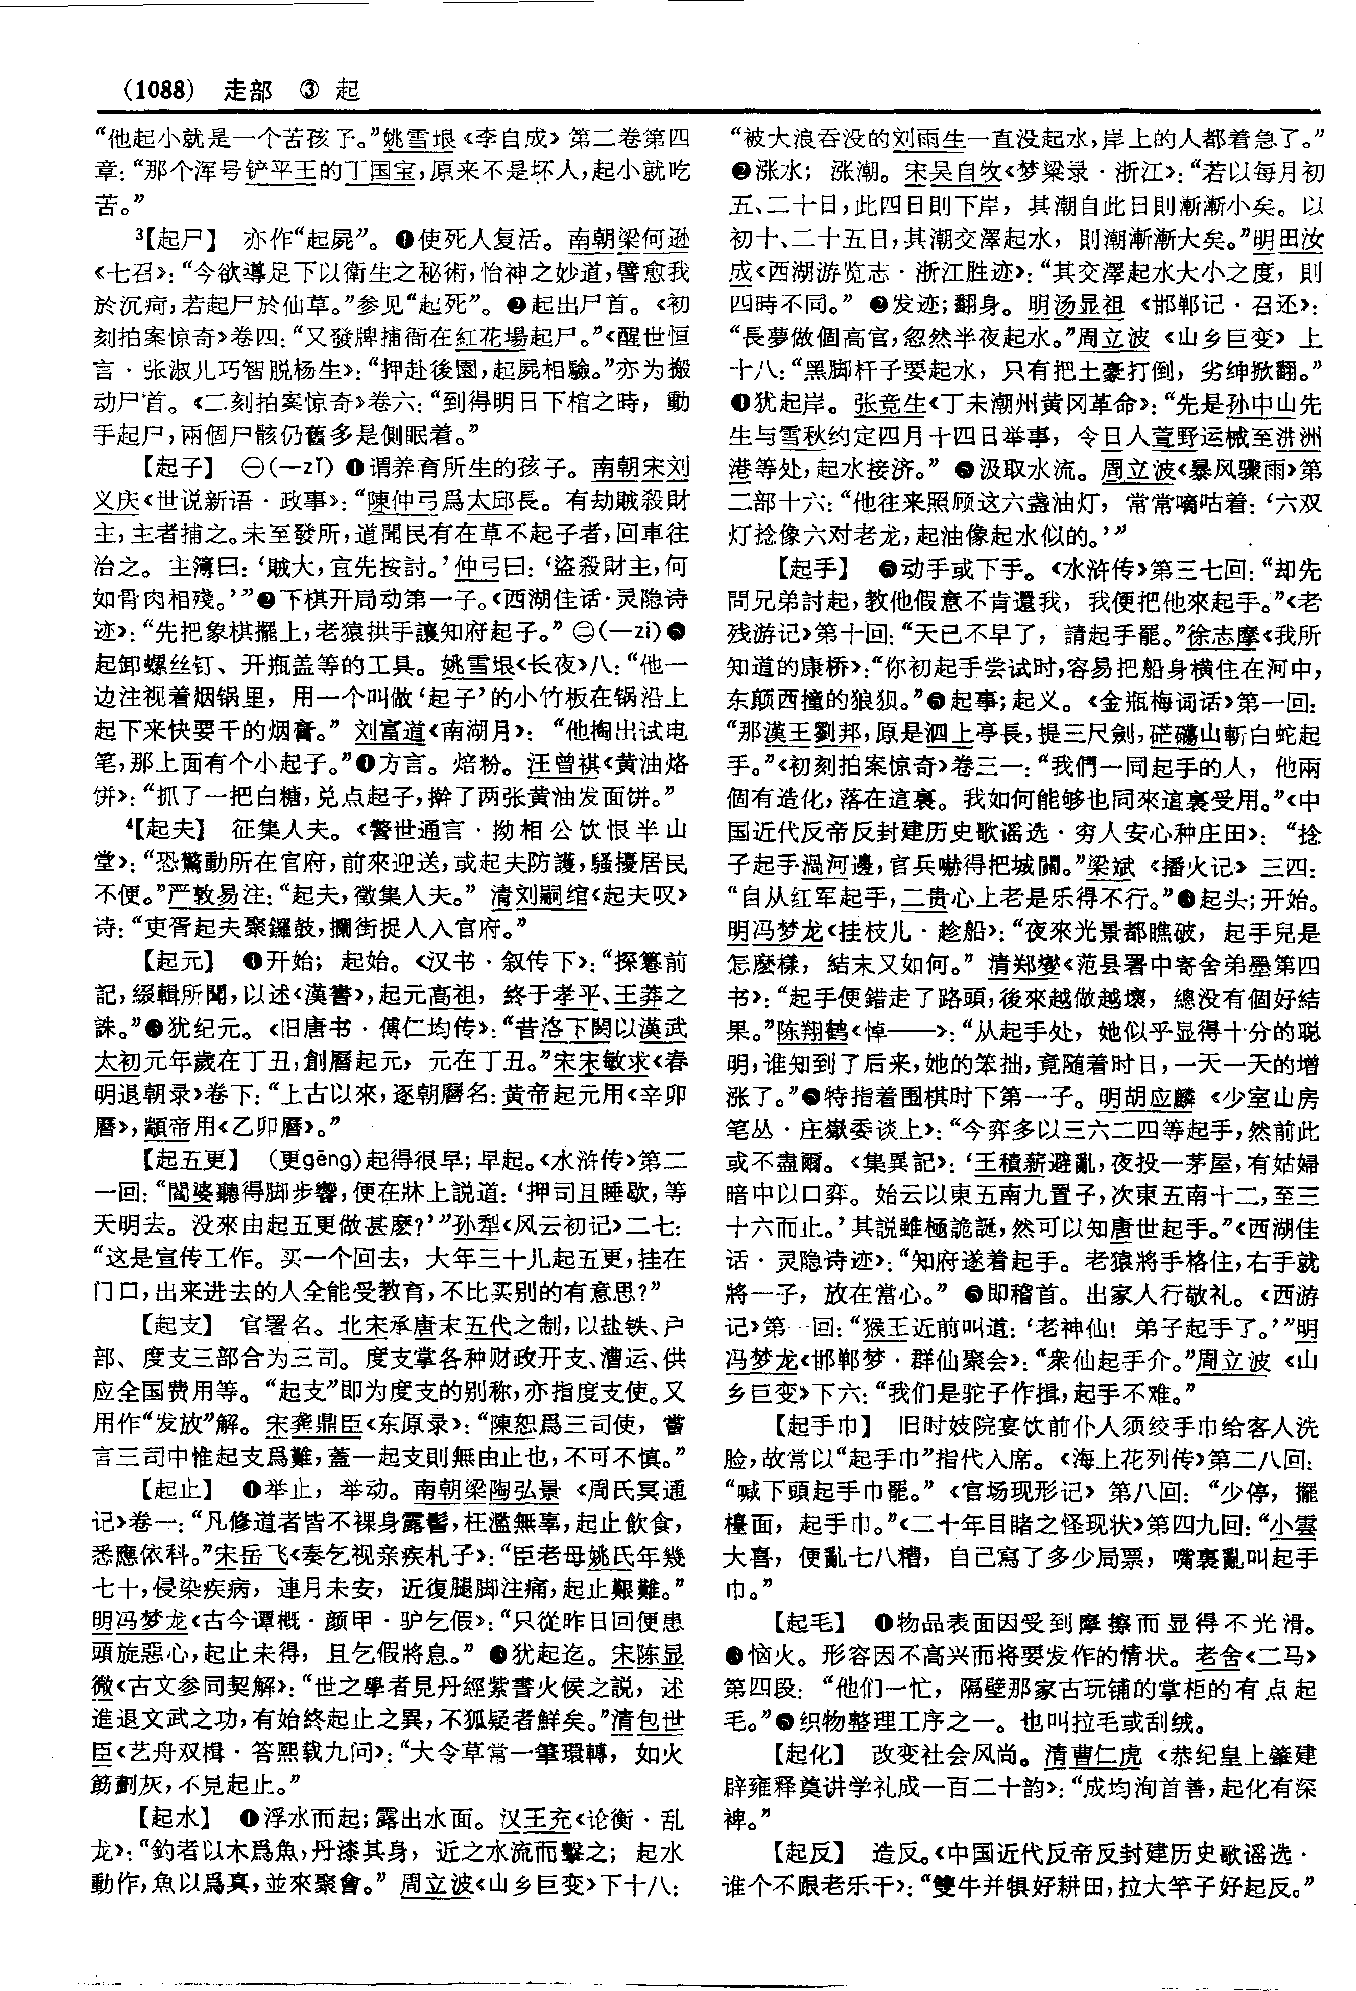 (1088) 走部 ③ 起
“他起小就是一个苦孩子。”姚雪垠《李自成》第二卷第四
章：“那个浑号铲平王的丁国宝，原来不是坏人，起小就吃
苦。”
³【起尸】 亦作“起屍”。❶使死人复活。南朝梁何逊
《七召》：“今欲導足下以衛生之秘術，怡神之妙道，譬愈我
於沉疴，若起尸於仙草。”参见“起死”。❷起出尸首。《初
刻拍案惊奇》卷四：“又發牌捕衙在紅花場起尸。”《醒世恒
言·张淑儿巧智脱杨生》：“押赴後園，起屍相驗。”亦为搬
动尸首。《二刻拍案惊奇》卷六：“到得明日下棺之時，動
手起尸，兩個尸骸仍舊多是側眠着。”
【起子】 ㊀(—zǐ) ❶谓养育所生的孩子。南朝宋刘
义庆《世说新语·政事》：“陳仲弓爲太邱長。有劫賊殺財
主，主者捕之。未至發所，道聞民有在草不起子者，回車往
治之。主簿曰：‘賊大，宜先按討。’仲弓曰：‘盜殺財主，何
如骨肉相殘。’”❷下棋开局动第一子。《西湖佳话·灵隐诗
迹》：“先把象棋擺上，老猿拱手讓知府起子。”㊁(—zi)❸
起卸螺丝钉、开瓶盖等的工具。姚雪垠《长夜》八：“他一
边注视着烟锅里，用一个叫做‘起子’的小竹板在锅沿上
起下来快要干的烟膏。”刘富道《南湖月》：“他掏出试电
笔，那上面有个小起子。”❹方言。焙粉。汪曾祺《黄油烙
饼》：“抓了一把白糖，兑点起子，擀了两张黄油发面饼。”
⁴【起夫】 征集人夫。《警世通言·拗相公饮恨半山
堂》：“恐驚動所在官府，前來迎送，或起夫防護，騷擾居民
不便。”严敦易注：“起夫，徵集人夫。”清刘嗣绾《起夫叹》
诗：“吏胥起夫聚鑼鼓，攔街捉人入官府。”
【起元】 ❶开始；起始。《汉书·叙传下》：“探篹前
記，綴輯所聞，以述《漢書》，起元高祖，終于孝平、王莽之
誅。”❷犹纪元。《旧唐书·傅仁均传》：“昔洛下閎以漢武
太初元年歲在丁丑，創曆起元，元在丁丑。”宋宋敏求《春
明退朝录》卷下：“上古以來，逐朝曆名：黄帝起元用《辛卯
曆》，顓帝用《乙卯曆》。”
【起五更】 (更gēng)起得很早；早起。《水浒传》第二
一回：“閻婆聽得脚步響，便在牀上説道：‘押司且睡歇，等
天明去。没來由起五更做甚麽？’”孙犁《风云初记》二七：
“这是宣传工作。买一个回去，大年三十儿起五更，挂在
门口，出来进去的人全能受教育，不比买别的有意思？”
【起支】 官署名。北宋承唐末五代之制，以盐铁、户
部、度支三部合为三司。度支掌各种财政开支、漕运、供
应全国费用等。“起支”即为度支的别称，亦指度支使。又
用作“发放”解。宋龚鼎臣《东原录》：“陳恕爲三司使，嘗
言三司中惟起支爲難，蓋一起支則無由止也，不可不慎。”
【起止】 ❶举止，举动。南朝梁陶弘景《周氏冥通
记》卷一：“凡修道者皆不裸身露髻，枉濫無辜，起止飲食，
悉應依科。”宋岳飞《奏乞视亲疾札子》：“臣老母姚氏年幾
七十，侵染疾病，連月未安，近復腿脚注痛，起止艱難。”
明冯梦龙《古今谭概·颜甲·驴乞假》：“只從昨日回便患
頭旋惡心，起止未得，且乞假將息。”❷犹起迄。宋陈显
微《古文参同契解》：“世之學者見丹經紫書火候之説，述
進退文武之功，有始終起止之異，不狐疑者鮮矣。”清包世
臣《艺舟双楫·答熙载九问》：“大令草常一筆環轉，如火
筯劃灰，不見起止。”
【起水】 ❶浮水而起；露出水面。汉王充《论衡·乱
龙》：“釣者以木爲魚，丹漆其身，近之水流而擊之；起水
動作，魚以爲真，並來聚會。”周立波《山乡巨变》下十八：
“被大浪吞没的刘雨生一直没起水，岸上的人都着急了。”
❷涨水；涨潮。宋吴自牧《梦粱录·浙江》：“若以每月初
五、二十日，此四日則下岸，其潮自此日則漸漸小矣。以
初十、二十五日，其潮交澤起水，則潮漸漸大矣。”明田汝
成《西湖游览志·浙江胜迹》：“其交澤起水大小之度，則
四時不同。”❸发迹；翻身。明汤显祖《邯郸记·召还》：
“長夢做個高官，忽然半夜起水。”周立波《山乡巨变》上
十八：“黑脚杆子要起水，只有把土豪打倒，劣绅掀翻。”
❹犹起岸。张竞生《丁未潮州黄冈革命》：“先是孙中山先
生与雪秋约定四月十四日举事，令日人萱野运械至洪洲
港等处，起水接济。”❺汲取水流。周立波《暴风骤雨》第
二部十六：“他往来照顾这六盏油灯，常常嘀咕着：‘六双
灯捻像六对老龙，起油像起水似的。’”
【起手】 ❶动手或下手。《水浒传》第三七回：“却先
問兄弟討起，教他假意不肯還我，我便把他來起手。”《老
残游记》第十回：“天已不早了，請起手罷。”徐志摩《我所
知道的康桥》：“你初起手尝试时，容易把船身横住在河中，
东颠西撞的狼狈。”❷起事；起义。《金瓶梅词话》第一回：
“那漢王劉邦，原是泗上亭長，提三尺劍，硭碭山斬白蛇起
手。”《初刻拍案惊奇》卷三一：“我們一同起手的人，他兩
個有造化，落在這裏。我如何能够也同來這裏受用。”《中
国近代反帝反封建历史歌谣选·穷人安心种庄田》：“捻
子起手渦河邊，官兵嚇得把城關。”梁斌《播火记》三四：
“自从红军起手，二贵心上老是乐得不行。”❸起头；开始。
明冯梦龙《挂枝儿·趁船》：“夜來光景都瞧破，起手兒是
怎麽樣，結末又如何。”清郑燮《范县署中寄舍弟墨第四
书》：“起手便錯走了路頭，後來越做越壞，總没有個好結
果。”陈翔鹤《悼——》：“从起手处，她似乎显得十分的聪
明，谁知到了后来，她的笨拙，竟随着时日，一天一天的增
涨了。”❹特指着围棋时下第一子。明胡应麟《少室山房
笔丛·庄嶽委谈上》：“今弈多以三六二四等起手，然前此
或不盡爾。《集異記》：‘王積薪避亂，夜投一茅屋，有姑婦
暗中以口弈。始云以東五南九置子，次東五南十二，至三
十六而止。’其説雖極詭誕，然可以知唐世起手。”《西湖佳
话·灵隐诗迹》：“知府遂着起手。老猿將手格住，右手就
將一子，放在當心。”❺即稽首。出家人行敬礼。《西游
记》第一回：“猴王近前叫道：‘老神仙！弟子起手了。’”明
冯梦龙《邯郸梦·群仙聚会》：“衆仙起手介。”周立波《山
乡巨变》下六：“我们是驼子作揖，起手不难。”
【起手巾】 旧时妓院宴饮前仆人须绞手巾给客人洗
脸，故常以“起手巾”指代入席。《海上花列传》第二八回：
“喊下頭起手巾罷。”《官场现形记》第八回：“少停，擺
檯面，起手巾。”《二十年目睹之怪现状》第四九回：“小雲
大喜，便亂七八糟，自己寫了多少局票，嘴裏亂叫起手
巾。”
【起毛】 ❶物品表面因受到摩擦而显得不光滑。
❷恼火。形容因不高兴而将要发作的情状。老舍《二马》
第四段：“他们一忙，隔壁那家古玩铺的掌柜的有点起
毛。”❸织物整理工序之一。也叫拉毛或刮绒。
【起化】 改变社会风尚。清曹仁虎《恭纪皇上肇建
辟雍释奠讲学礼成一百二十韵》：“成均洵首善，起化有深
裨。”
【起反】 造反。《中国近代反帝反封建历史歌谣选·
谁个不跟老乐干》：“雙牛并犋好耕田，拉大竿子好起反。”